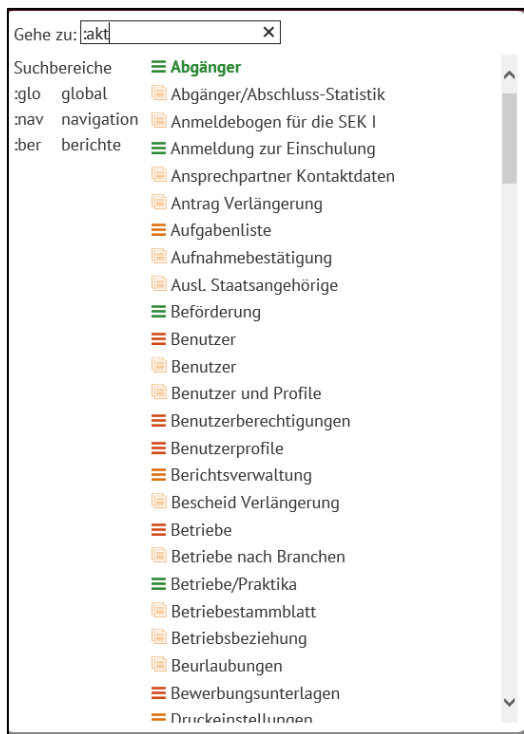 Gehe zu: :akt
Suchbereiche
:glo global
:nav navigation
:ber berichte
Abgänger
Abgänger/Abschluss-Statistik
Anmeldebogen für die SEK I
Anmeldung zur Einschulung
Ansprechpartner Kontaktdaten
Antrag Verlängerung
Aufgabenliste
Aufnahmebestätigung
Ausl. Staatsangehörige
Beförderung
Benutzer
Benutzer
Benutzer und Profile
Benutzerberechtigungen
Benutzerprofile
Berichtsverwaltung
Bescheid Verlängerung
Betriebe
Betriebe nach Branchen
Betriebe/Praktika
Betriebestammblatt
Betriebsbeziehung
Beurlaubungen
Bewerbungsunterlagen
Druckeinstellungen